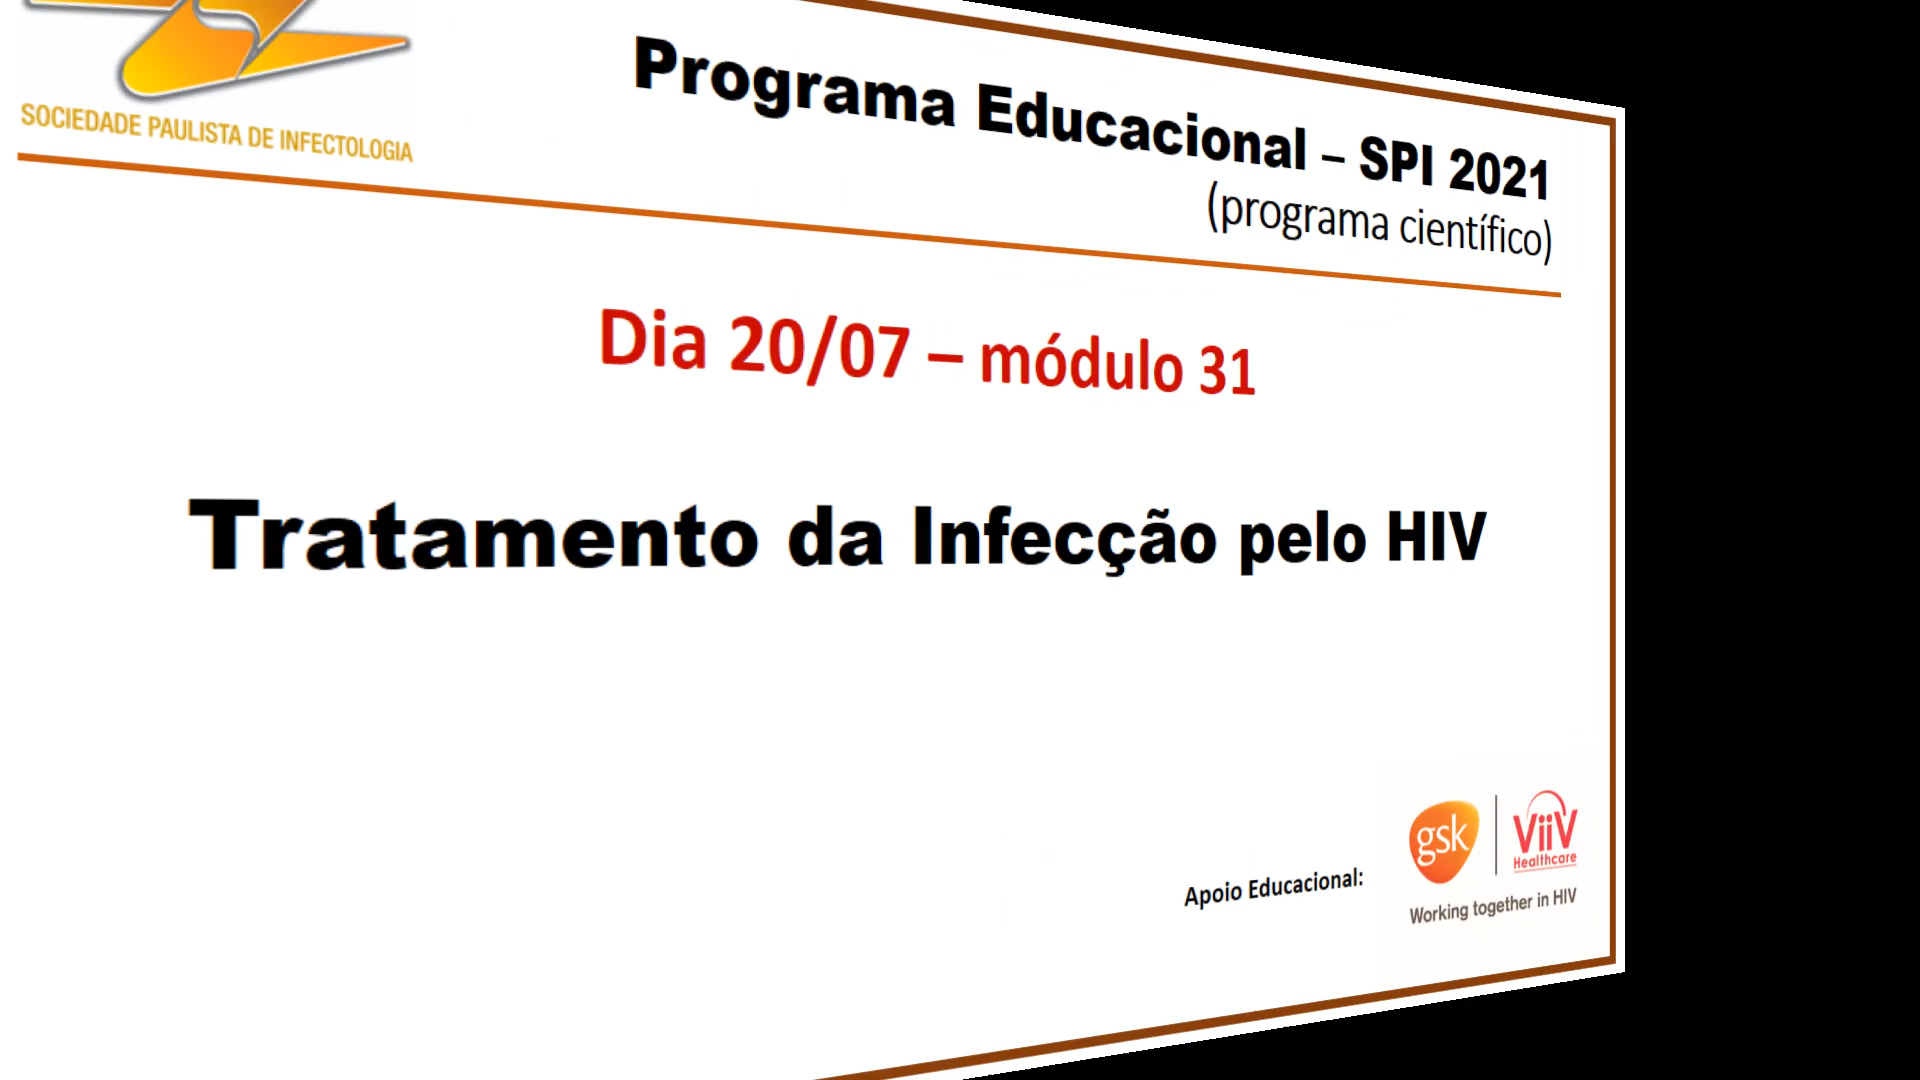 Programa Educacional – SPI 2021
(programa científico)
SOCIEDADE PAULISTA DE INFECTOLOGIA
Dia 20/07 – módulo 31
Tratamento da Infecção pelo HIV
Apoio Educacional:
gsk
ViiV
Healthcare
Working together in HIV